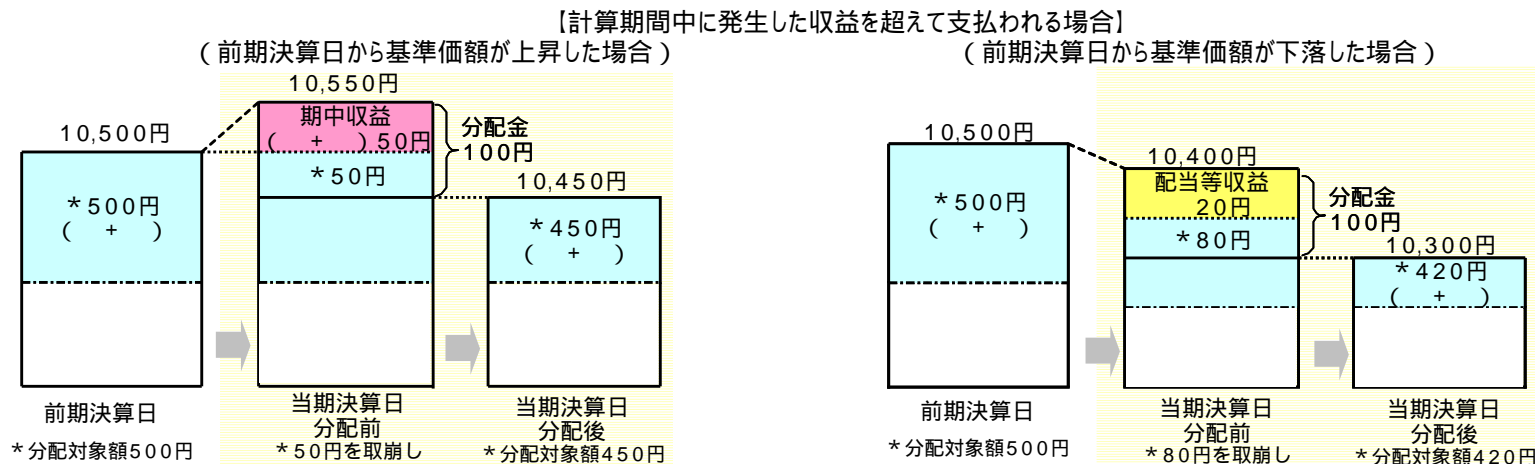 【計算期間中に発生した収益を超えて支払われる場合】
(前期決算日から基準価額が上昇した場合)
10,500円
*500円
( + )
前期決算日
*分配対象額500円
10,550円
期中収益
( + )50円
*50円
分配金
100円
当期決算日
分配前
*50円を取崩し
10,450円
*450円
( + )
当期決算日
分配後
*分配対象額450円
(前期決算日から基準価額が下落した場合)
10,500円
*500円
( + )
前期決算日
*分配対象額500円
10,400円
配当等収益
20円
*80円
分配金
100円
当期決算日
分配前
*80円を取崩し
10,300円
*420円
( + )
当期決算日
分配後
*分配対象額420円